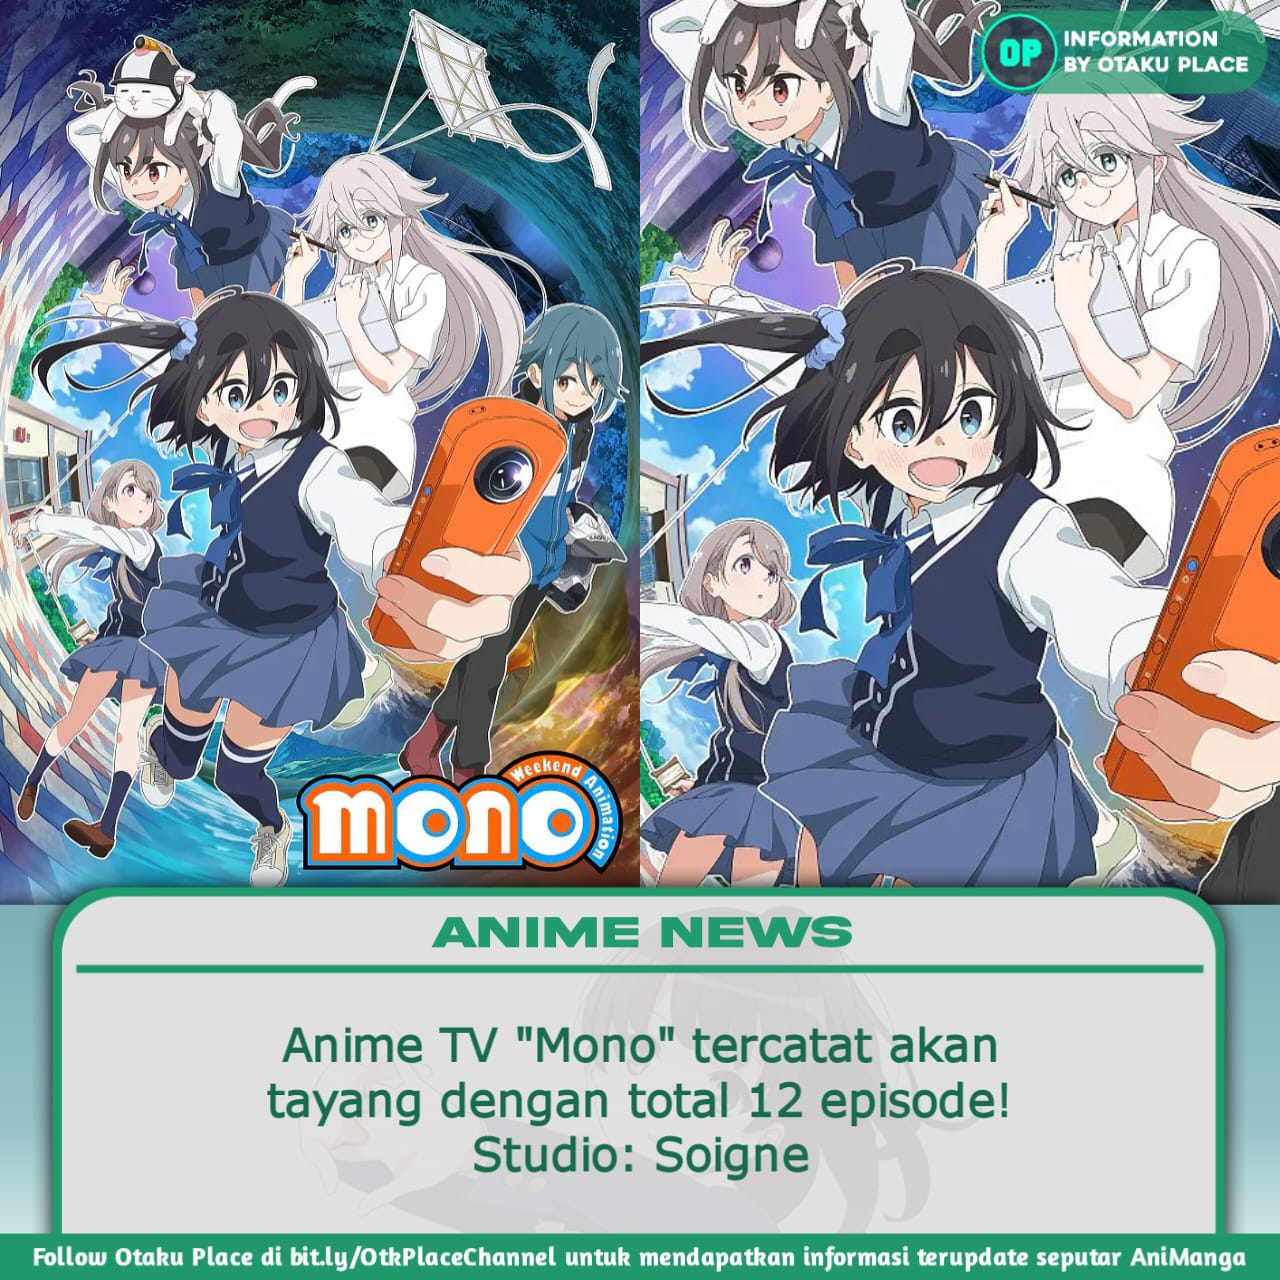 OP
INFORMATION
BY OTAKU PLACE
Weekend Animation
mono
ANIME NEWS
Anime TV "Mono" tercatat akan
tayang dengan total 12 episode!
Studio: Soigne
Follow Otaku Place di bit.ly/OtkPlaceChannel untuk mendapatkan informasi terupdate seputar AniManga